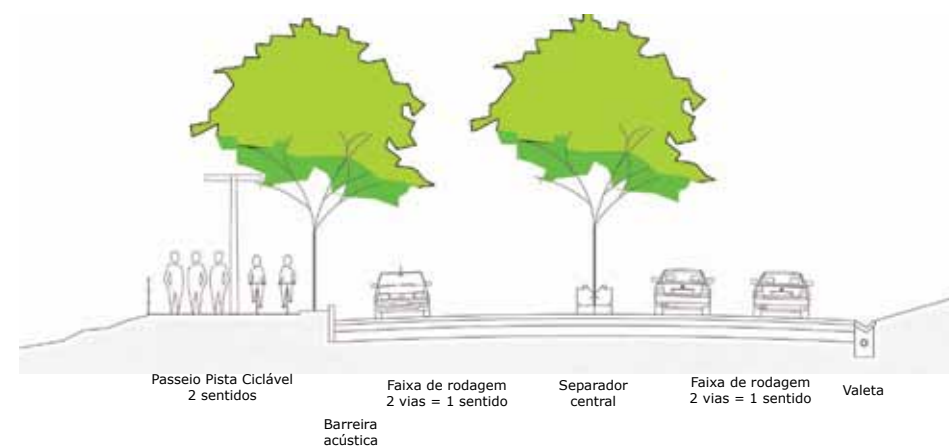 Passeio Pista Ciclável
2 sentidos
Barreira
acústica
Faixa de rodagem
2 vias = 1 sentido
Separador
central
Faixa de rodagem
2 vias = 1 sentido
Valeta